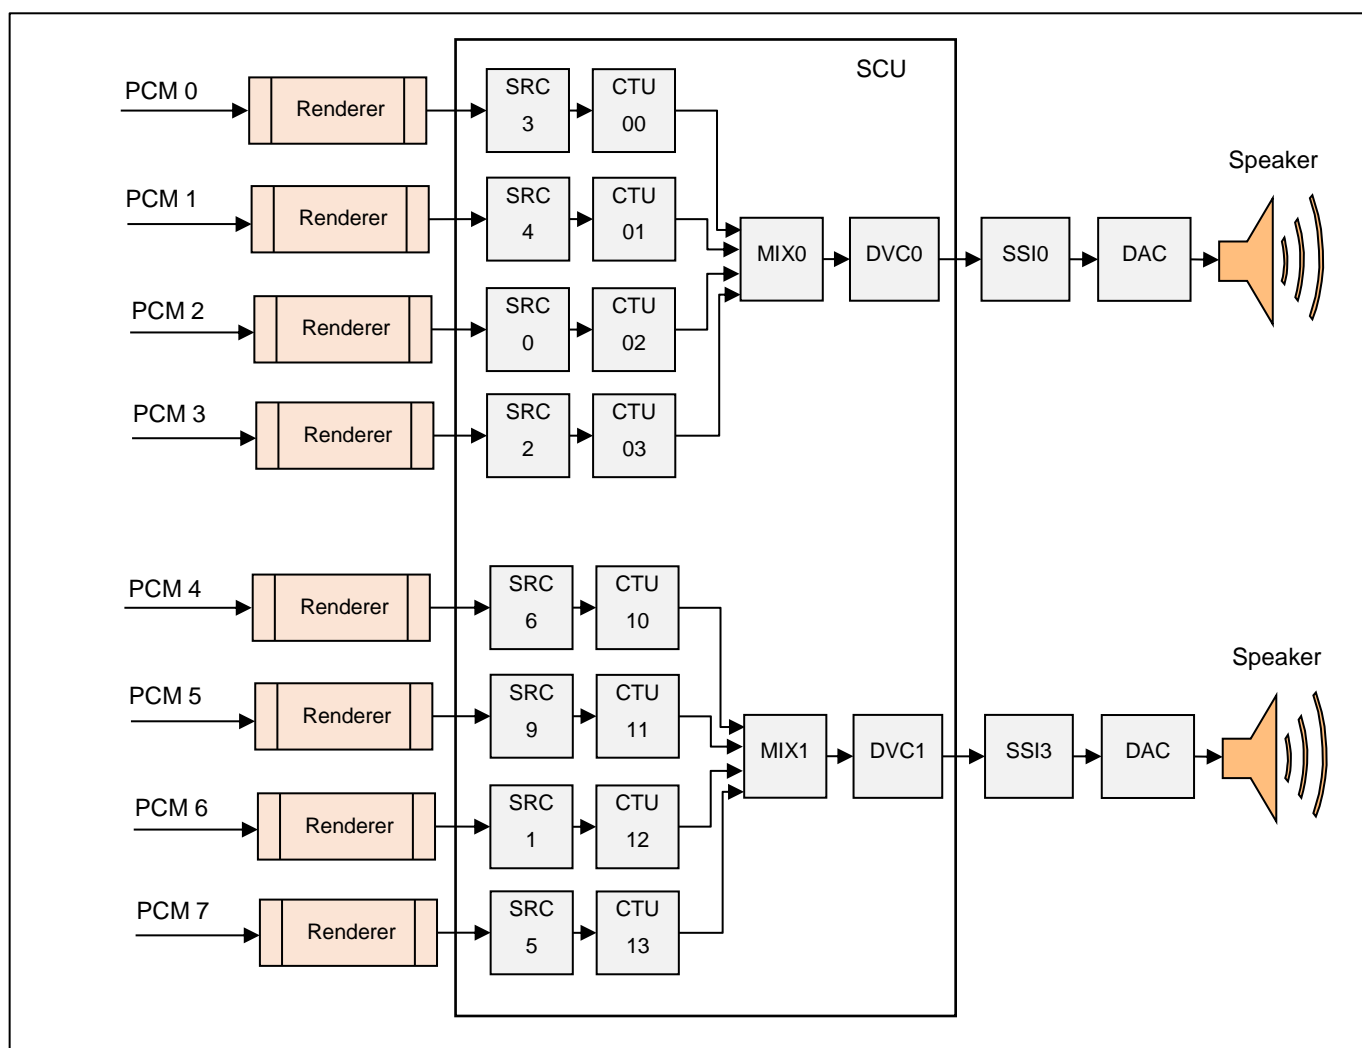 SCU
PCM 0
Renderer
SRC
3
CTU
00
PCM 1
Renderer
SRC
4
CTU
01
PCM 2
Renderer
SRC
0
CTU
02
PCM 3
Renderer
SRC
2
CTU
03
MIX0
DVC0
SSI0
DAC
Speaker
PCM 4
Renderer
SRC
6
CTU
10
PCM 5
Renderer
SRC
9
CTU
11
PCM 6
Renderer
SRC
1
CTU
12
PCM 7
Renderer
SRC
5
CTU
13
MIX1
DVC1
SSI3
DAC
Speaker